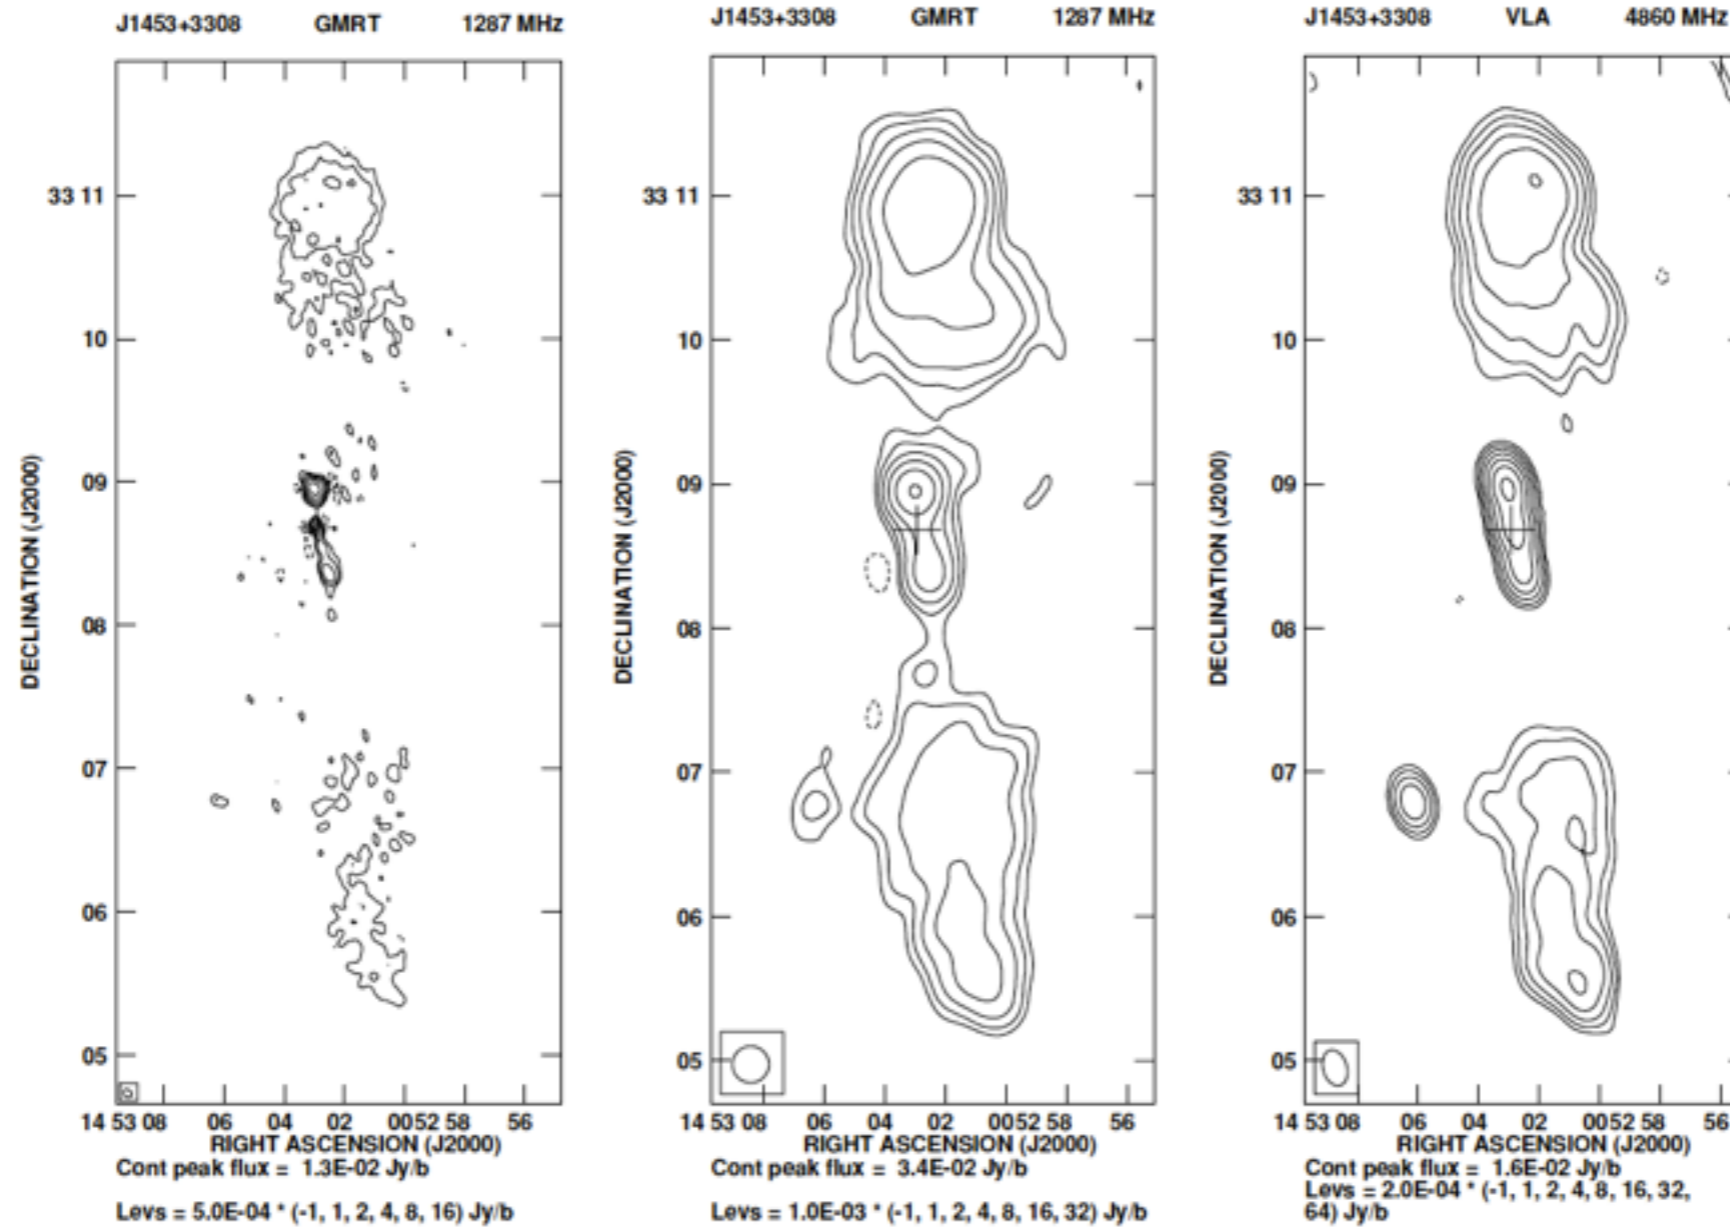 J1453+3308 GMRT 1287 MHz
33 11
10
09
08
07
06
05
DECLINATION (J2000)
14 53 08 06 04 02 00 52 58 56
RIGHT ASCENSION (J2000)
Cont peak flux = 1.3E-02 Jy/b
Levs = 5.0E-04 * (-1, 1, 2, 4, 8, 16) Jy/b
J1453+3308 GMRT 1287 MHz
33 11
10
09
08
07
06
05
DECLINATION (J2000)
14 53 08 06 04 02 00 52 58 56
RIGHT ASCENSION (J2000)
Cont peak flux = 3.4E-02 Jy/b
Levs = 1.0E-03 * (-1, 1, 2, 4, 8, 16, 32) Jy/b
J1453+3308 VLA 4860 MHz
33 11
10
09
08
07
06
05
DECLINATION (J2000)
14 53 08 06 04 02 00 52 58 56
RIGHT ASCENSION (J2000)
Cont peak flux = 1.6E-02 Jy/b
Levs = 2.0E-04 * (-1, 1, 2, 4, 8, 16, 32,
64) Jy/b